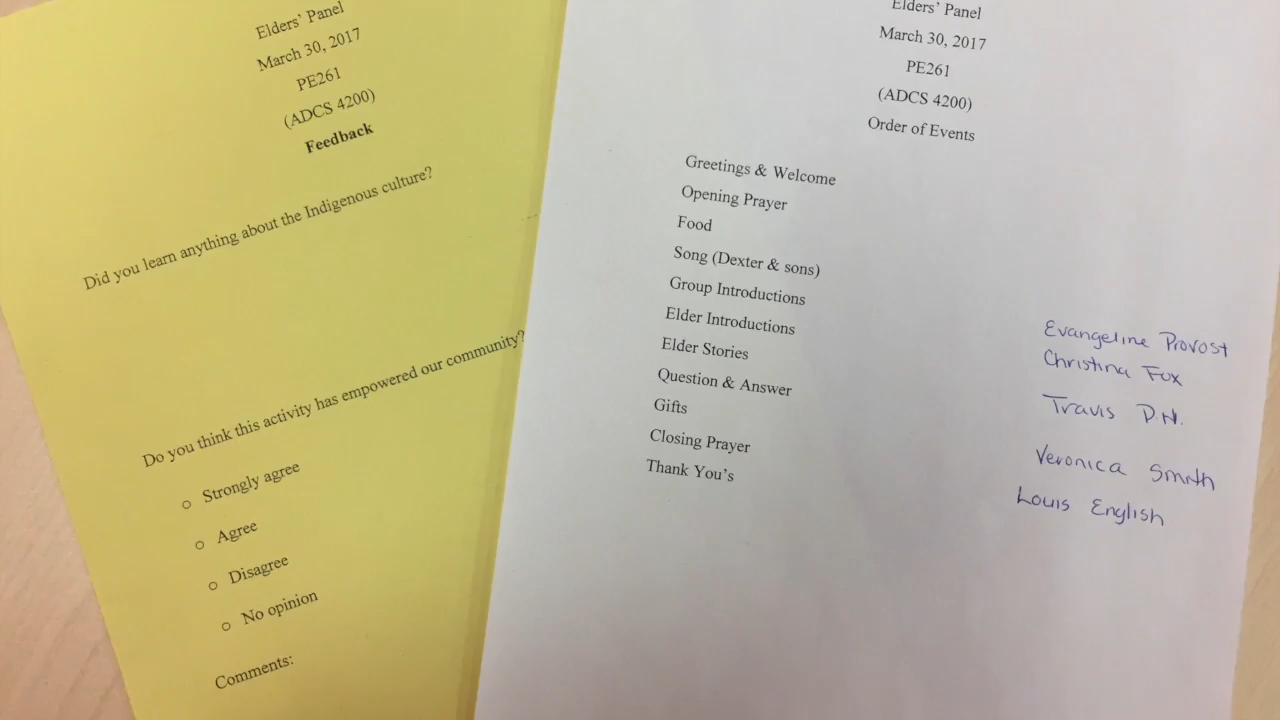 Elders' Panel
March 30, 2017
PE261
(ADCS 4200)
Feedback
Did you learn anything about the Indigenous culture?
Do you think this activity has empowered our community?
o Strongly agree
o Agree
o Disagree
o No opinion
Comments:
Elders' Panel
March 30, 2017
PE261
(ADCS 4200)
Order of Events
Greetings & Welcome
Opening Prayer
Food
Song (Dexter & sons)
Group Introductions
Elder Introductions
Elder Stories
Question & Answer
Gifts
Closing Prayer
Thank You's
Evangeline Provost
Christina Fox
Travis P.H.
Veronica Smith
Louis English